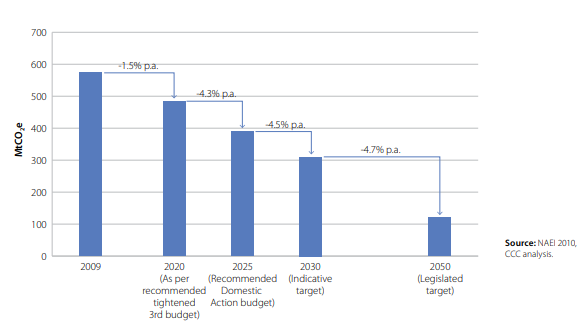 700
600
500
400
300
200
100
0
MtCO₂e
-1.5% p.a.
-4.3% p.a.
-4.5% p.a.
-4.7% p.a.
2009
2020
(As per
recommended
tightened
3rd budget)
2025
(Recommended
Domestic
Action budget)
2030
(Indicative
target)
2050
(Legislated
target)
Source: NAEI 2010,
CCC analysis.